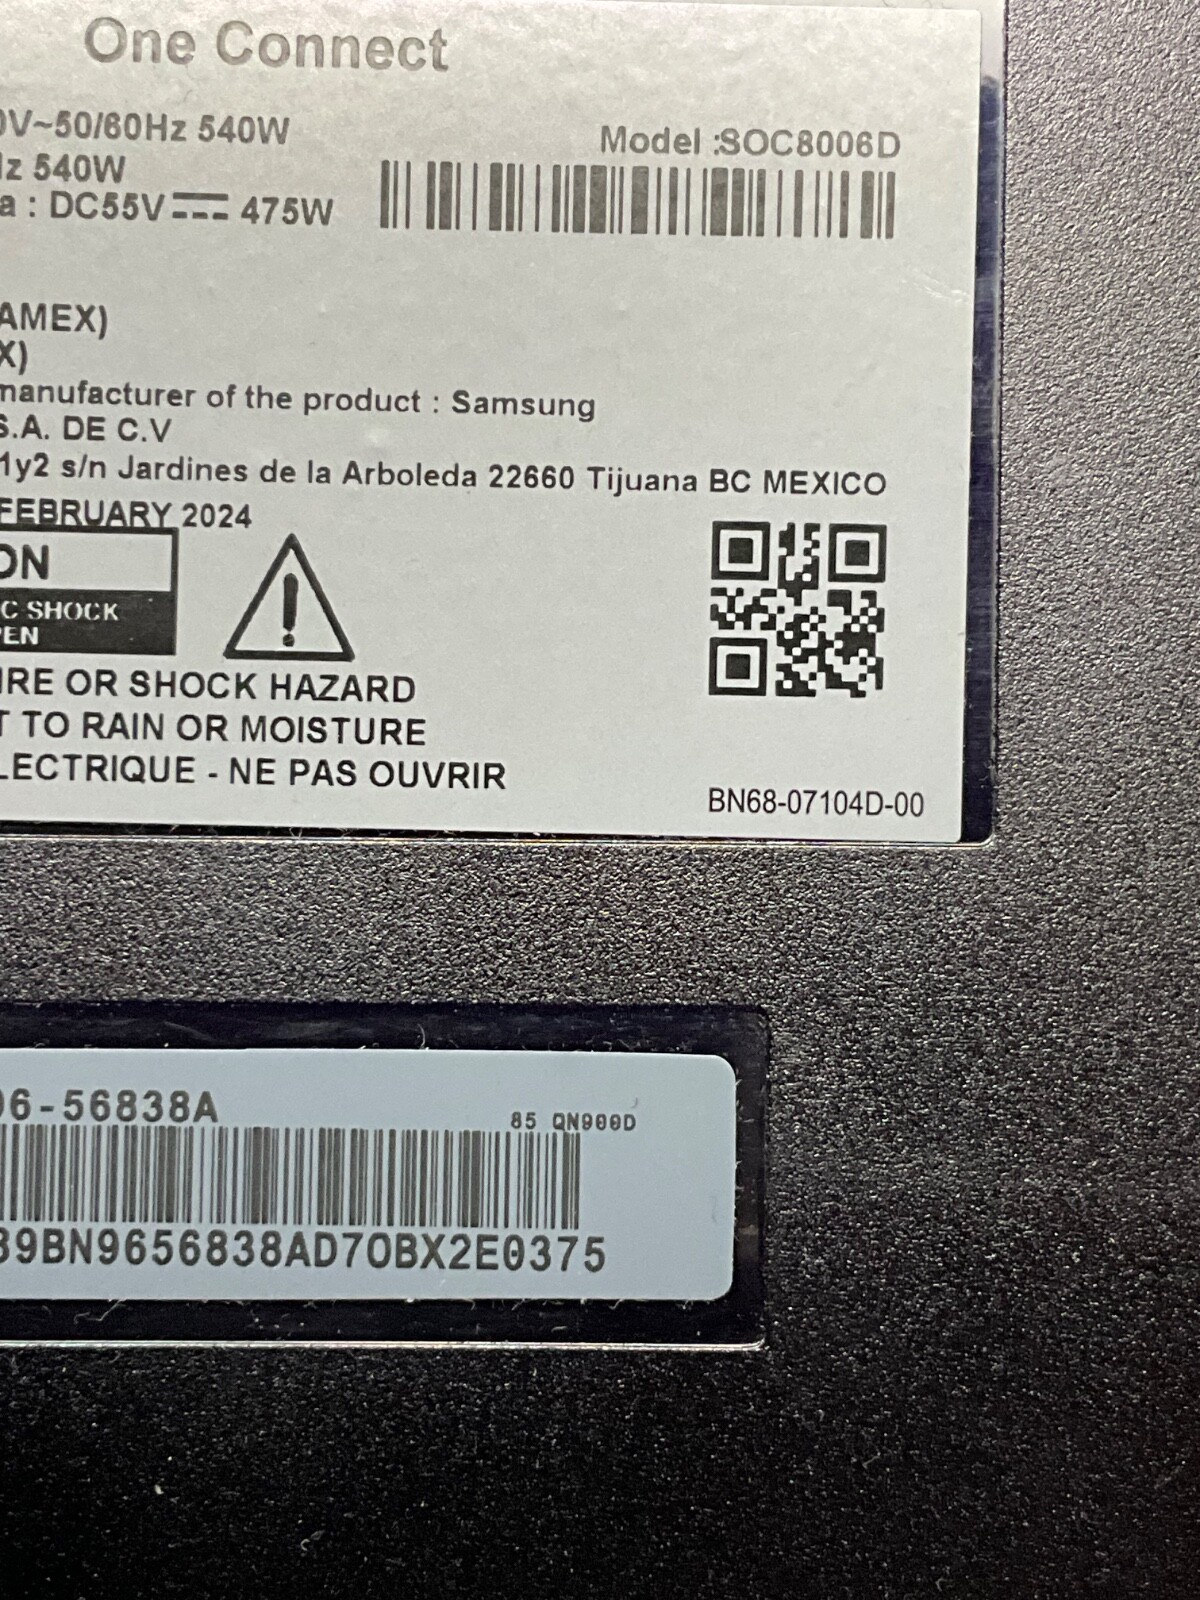 One Connect
0V~50/60Hz 540W
Model :SOC8006D
Hz 540W
a : DC55V⎓ 475W
AMEX)
X)
manufacturer of the product : Samsung
S.A. DE C.V
1y2 s/n Jardines de la Arboleda 22660 Tijuana BC MEXICO
FEBRUARY 2024
ON
C SHOCK
PEN
IRE OR SHOCK HAZARD
T TO RAIN OR MOISTURE
LECTRIQUE - NE PAS OUVRIR
BN68-07104D-00
96-56838A
85 QN900D
39BN9656838AD70BX2E0375